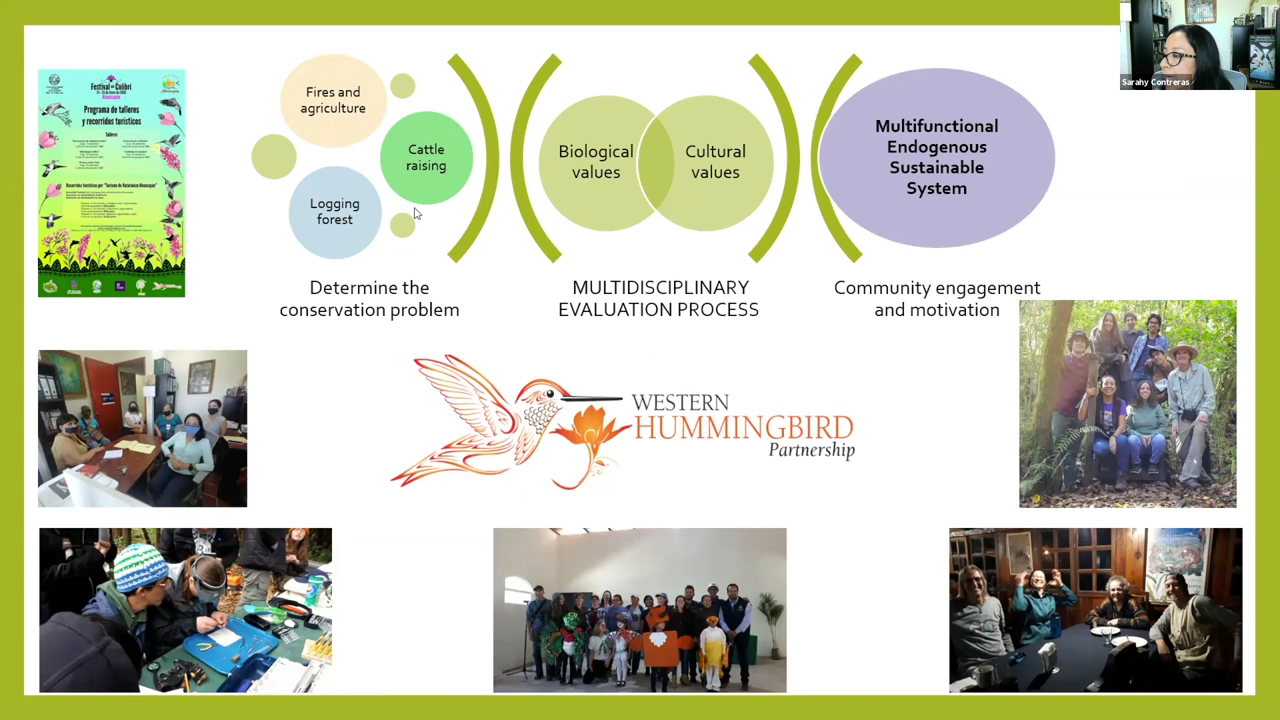 Sarahy Contreras
Festival del Colibrí
Programa de talleres
y recorridos turísticos
Talleres
Fires and
agriculture
Cattle
raising
Logging
forest
Biological
values
Cultural
values
Multifunctional
Endogenous
Sustainable
System
Determine the
conservation problem
MULTIDISCIPLINARY
EVALUATION PROCESS
Community engagement
and motivation
WESTERN
HUMMINGBIRD
Partnership